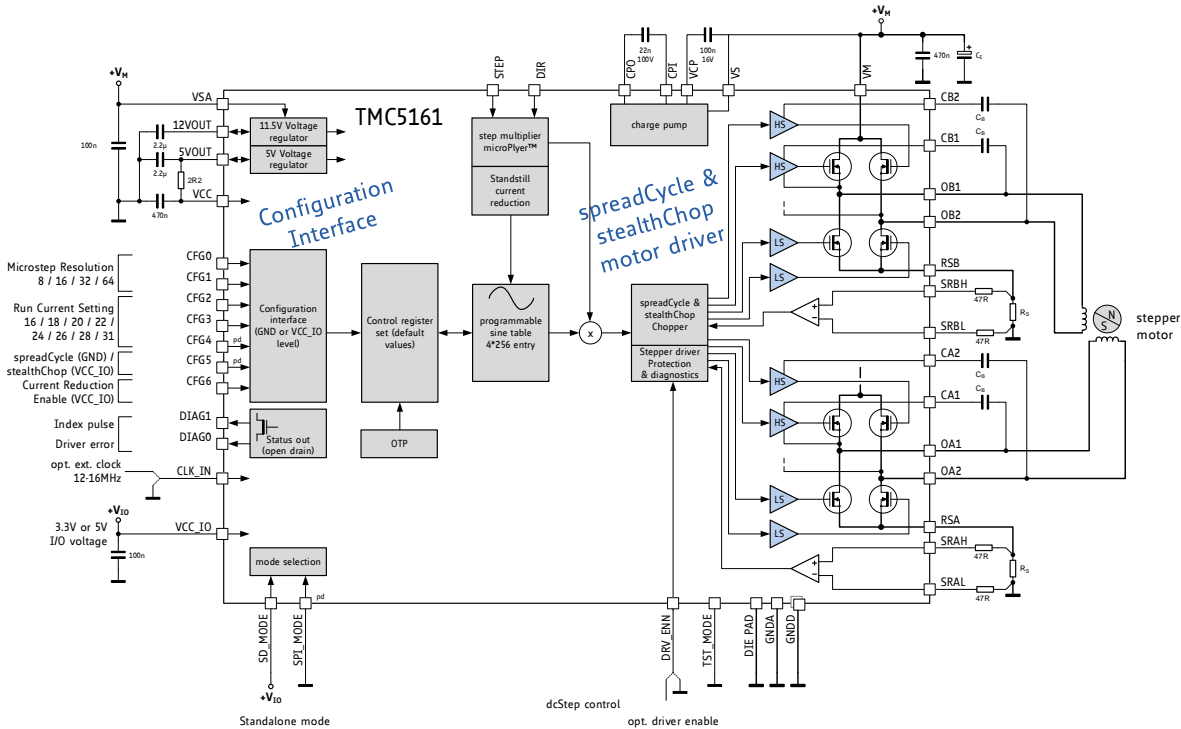 +VM
+VM
22n
100V
100n
16V
470n
CE
STEP
DIR
CPO
CPI
VCP
VS
VM
VSA
TMC5161
charge pump
CB2
CB
HS
12VOUT
11.5V Voltage
regulator
step multiplier
microPlyer™
100n
2.2µ
CB1
CB
5VOUT
5V Voltage
regulator
HS
2.2µ
2R2
Standstill
current
reduction
VCC
470n
OB1
Configuration
Interface
spreadCycle &
stealthChop
motor driver
OB2
LS
CFG0
RSB
Microstep Resolution
8 / 16 / 32 / 64
CFG1
LS
SRBH
47R
CFG2
Run Current Setting
16 / 18 / 20 / 22 /
24 / 26 / 28 / 31
Configuration
interface
(GND or VCC_IO
level)
Control register
set (default
values)
programmable
sine table
4*256 entry
x
spreadCycle &
stealthChop
Chopper
+
−
RS
N
S
stepper
motor
CFG3
SRBL
47R
CFG4
pd
spreadCycle (GND) /
stealthChop (VCC_IO)
CFG5
pd
Stepper driver
Protection
& diagnostics
CA2
CB
HS
Current Reduction
Enable (VCC_IO)
CFG6
CA1
CB
HS
Index pulse
DIAG1
Driver error
DIAG0
Status out
(open drain)
OTP
OA1
opt. ext. clock
12-16MHz
CLK_IN
OA2
LS
+VIO
3.3V or 5V
I/O voltage
VCC_IO
RSA
LS
100n
SRAH
47R
mode selection
+
−
RS
SRAL
47R
pd
SD_MODE
SPI_MODE
DRV_ENN
TST_MODE
DIE PAD
GNDA
GNDD
+VIO
dcStep control
Standalone mode
opt. driver enable